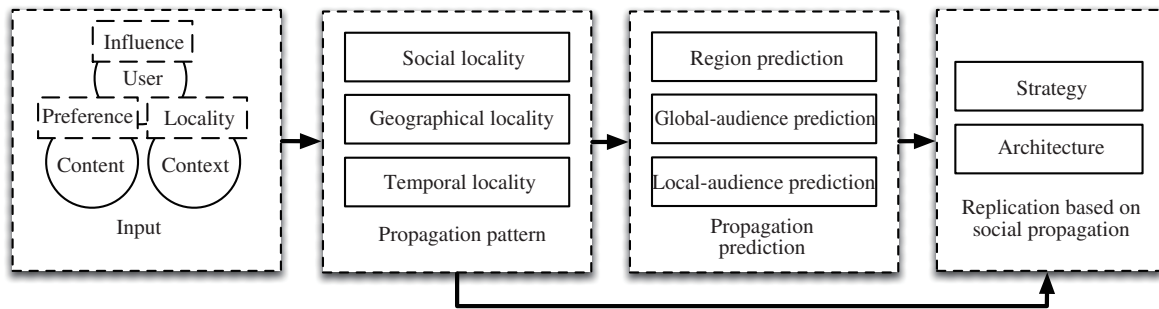 Influence
User
Preference
Locality
Content
Context
Input
Social locality
Geographical locality
Temporal locality
Propagation pattern
Region prediction
Global-audience prediction
Local-audience prediction
Propagation
prediction
Strategy
Architecture
Replication based on
social propagation